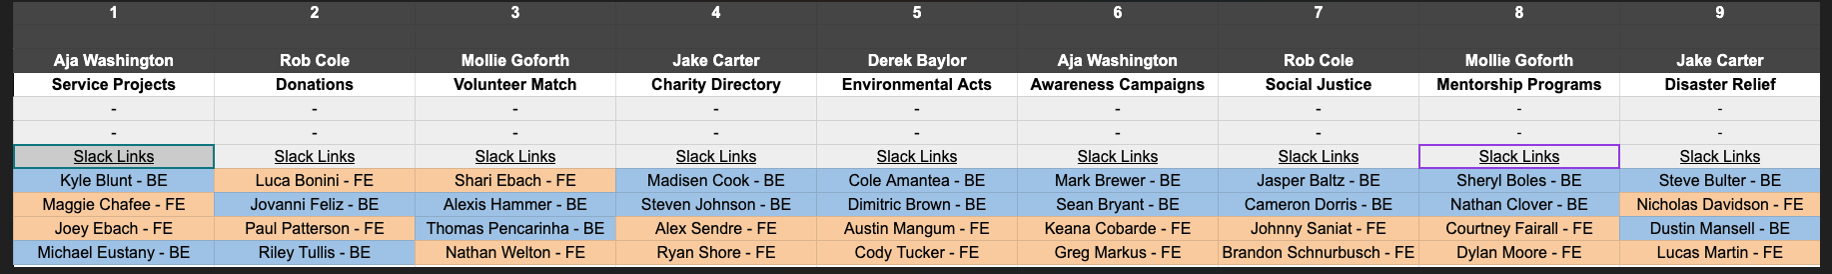 1 2 3 4 5 6 7 8 9
Aja Washington Rob Cole Mollie Goforth Jake Carter Derek Baylor Aja Washington Rob Cole Mollie Goforth Jake Carter
Service Projects Donations Volunteer Match Charity Directory Environmental Acts Awareness Campaigns Social Justice Mentorship Programs Disaster Relief
- - - - - - - - -
- - - - - - - - -
Slack Links Slack Links Slack Links Slack Links Slack Links Slack Links Slack Links Slack Links Slack Links
Kyle Blunt - BE Luca Bonini - FE Shari Ebach - FE Madisen Cook - BE Cole Amantea - BE Mark Brewer - BE Jasper Baltz - BE Sheryl Boles - BE Steve Bulter - BE
Maggie Chafee - FE Jovanni Feliz - BE Alexis Hammer - BE Steven Johnson - BE Dimitric Brown - BE Sean Bryant - BE Cameron Dorris - BE Nathan Clover - BE Nicholas Davidson - FE
Joey Ebach - FE Paul Patterson - FE Thomas Pencarinha - BE Alex Sendre - FE Austin Mangum - FE Keana Cobarde - FE Johnny Saniat - FE Courtney Fairall - FE Dustin Mansell - BE
Michael Eustany - BE Riley Tullis - BE Nathan Welton - FE Ryan Shore - FE Cody Tucker - FE Greg Markus - FE Brandon Schnurbusch - FE Dylan Moore - FE Lucas Martin - FE